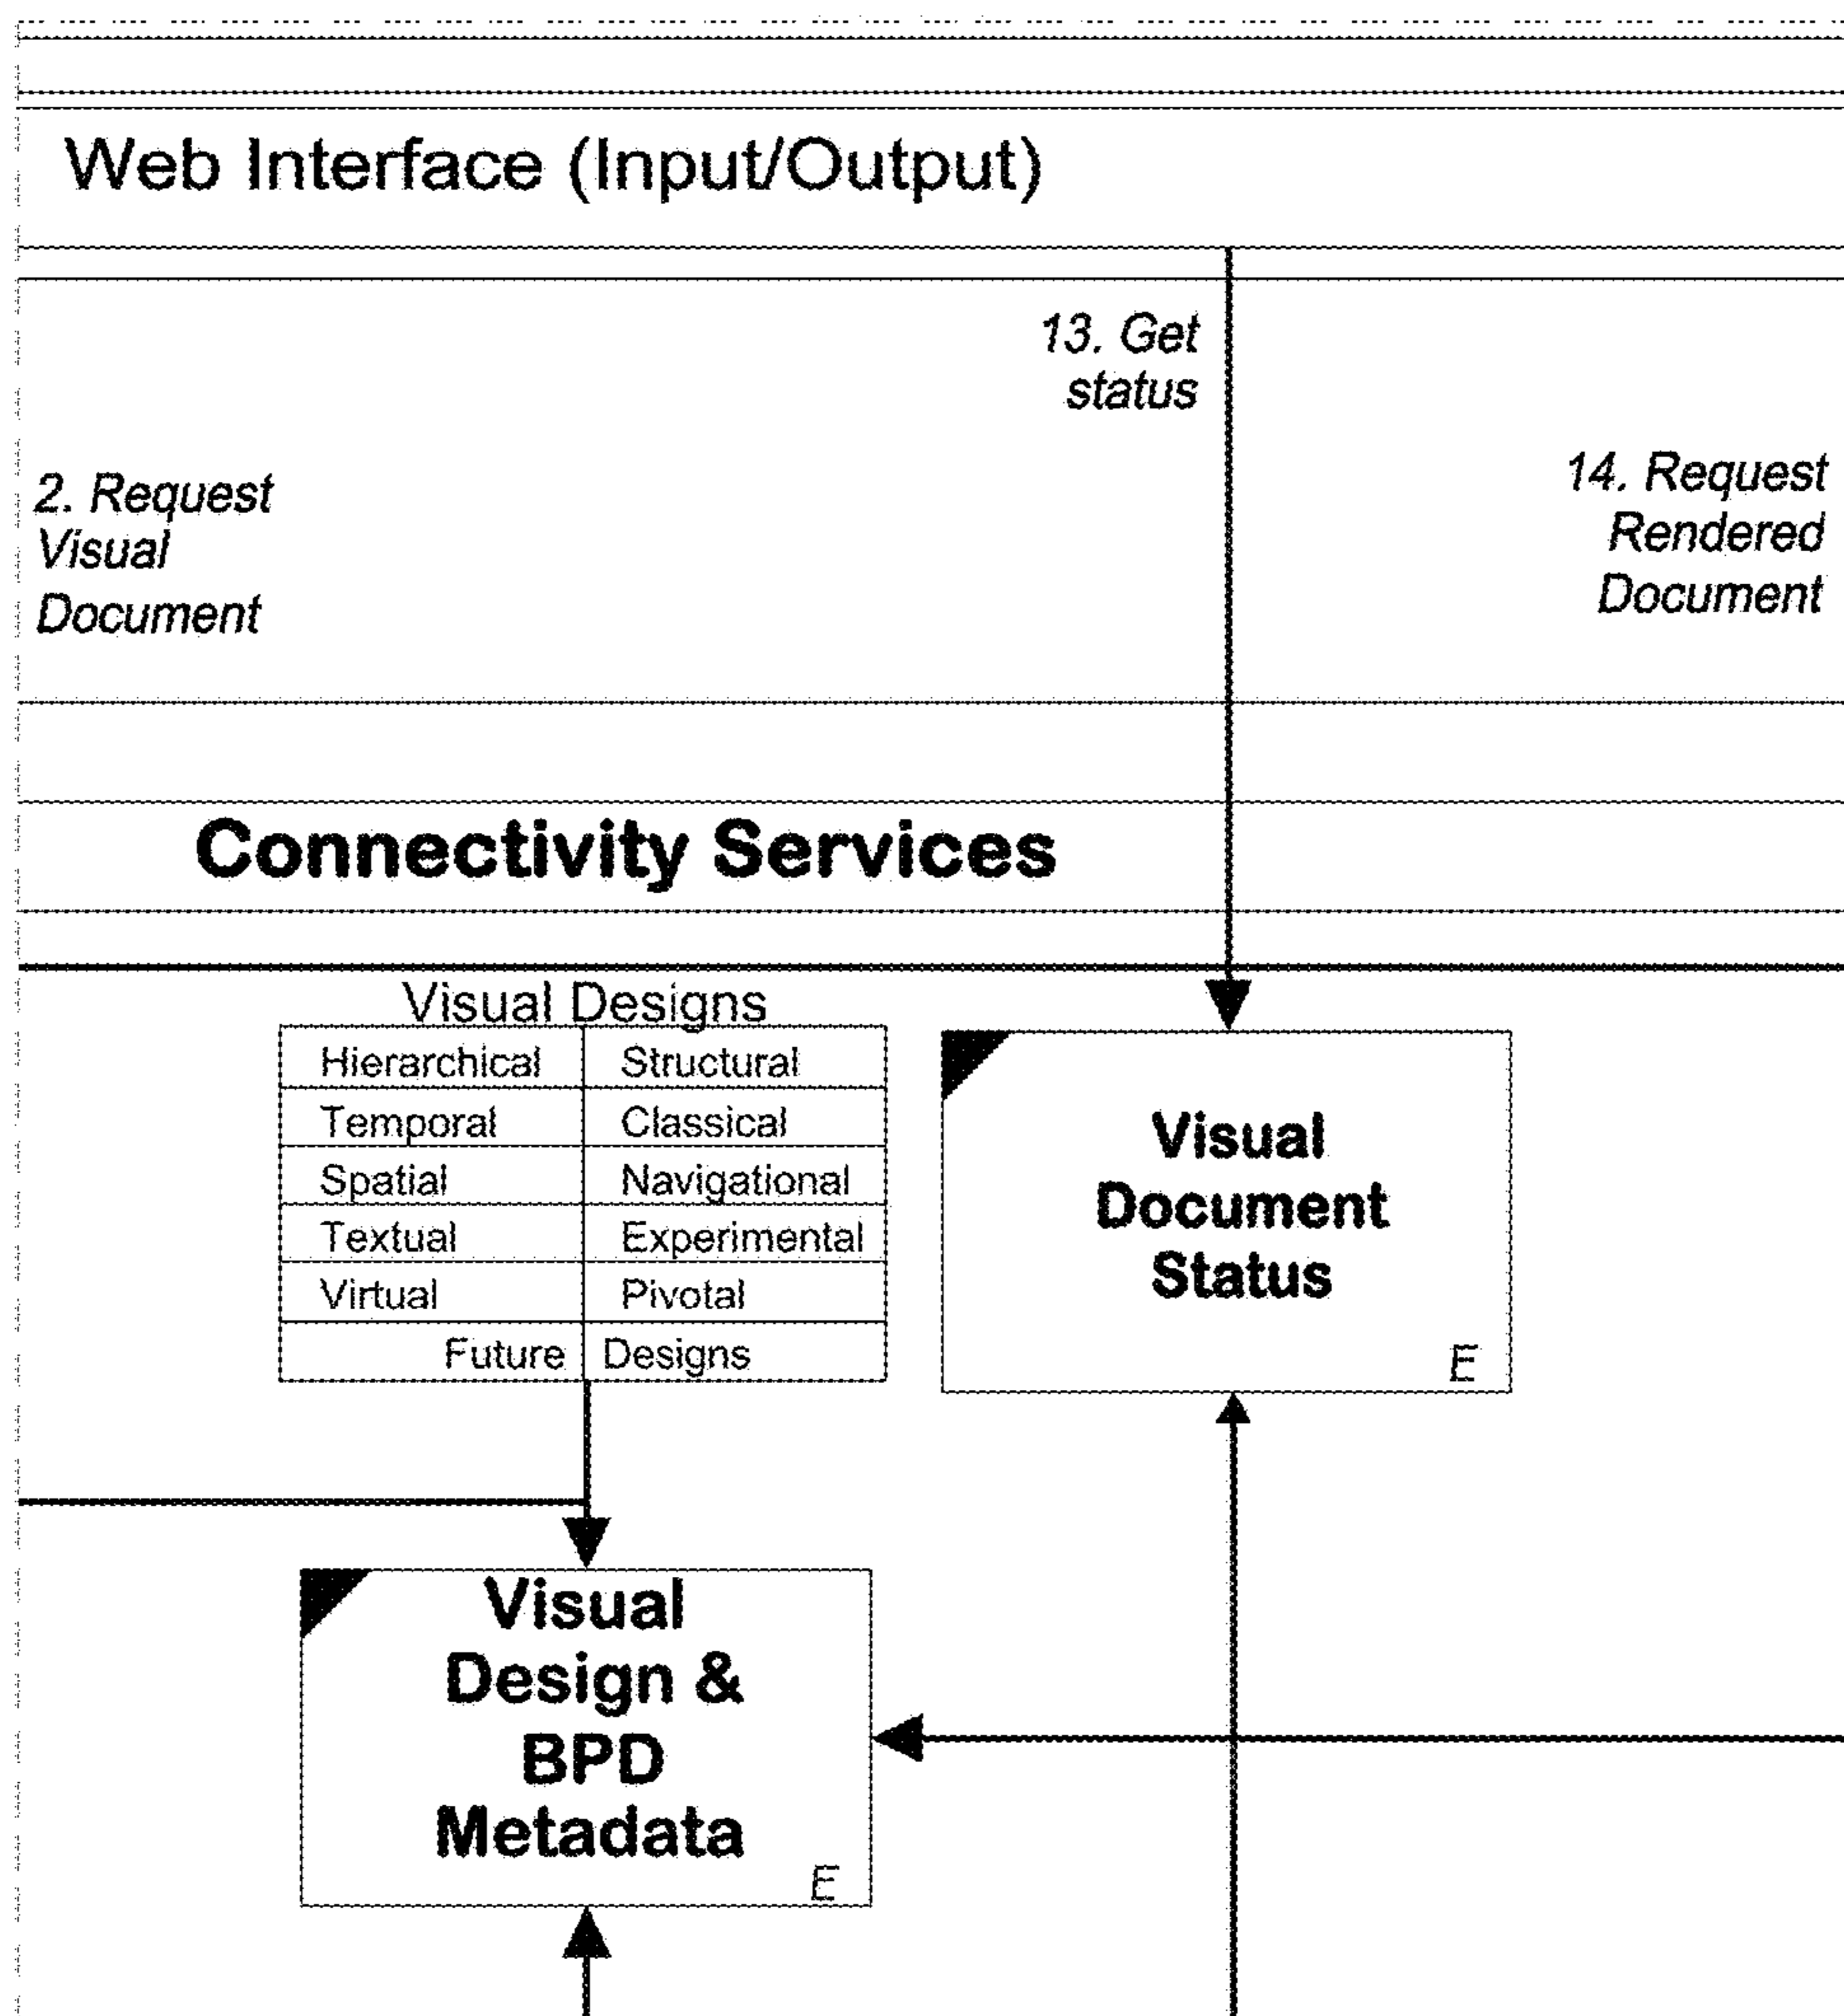 Web Interface (Input/Output)
13. Get
status
2. Request
Visual
Document
14. Request
Rendered
Document
Connectivity Services
Visual Designs
Hierarchical Structural
Temporal Classical
Spatial Navigational
Textual Experimental
Virtual Pivotal
Future Designs
Visual
Document
Status
E
Visual
Design &
BPD
Metadata
E